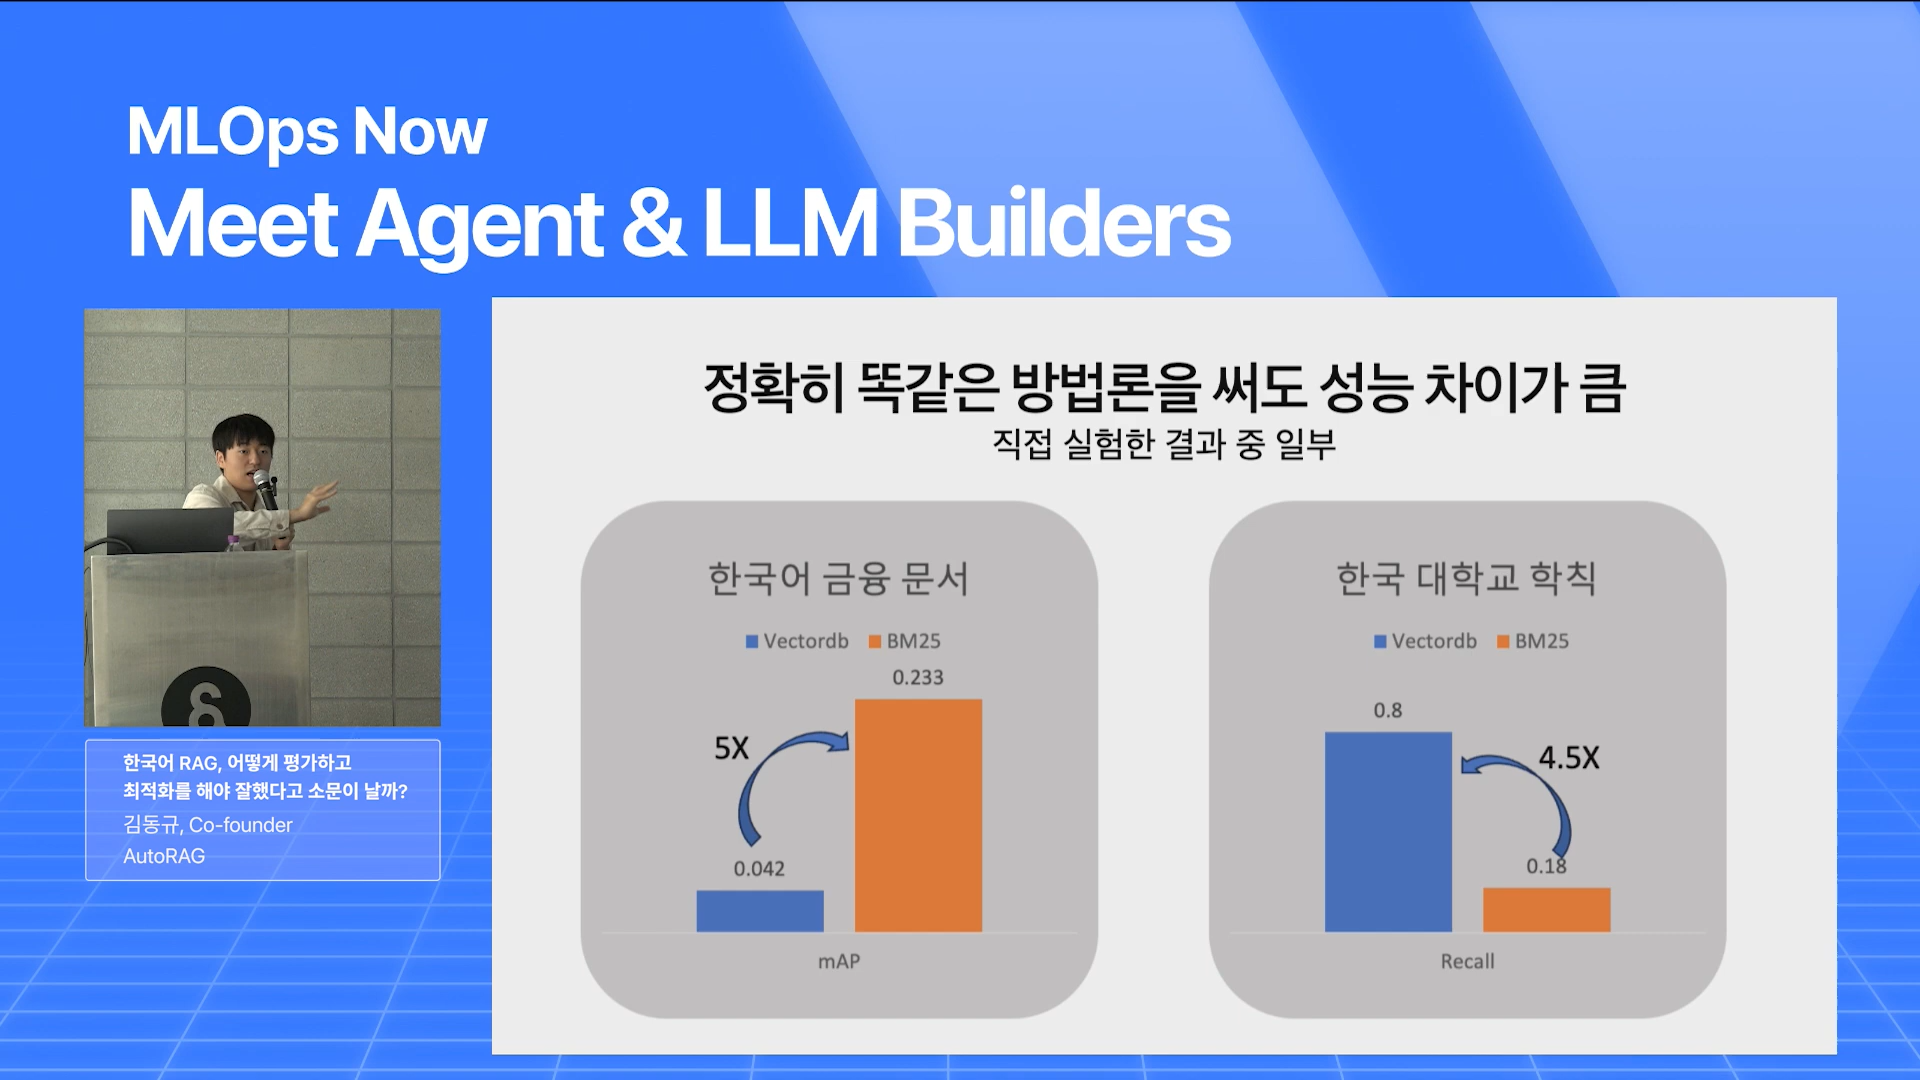 MLOps Now
Meet Agent & LLM Builders
정확히 똑같은 방법론을 써도 성능 차이가 큼
직접 실험한 결과 중 일부
한국어 금융 문서
Vectordb BM25
0.233
5X
0.042
mAP
한국 대학교 학칙
Vectordb BM25
0.8
4.5X
0.18
Recall
한국어 RAG, 어떻게 평가하고
최적화를 해야 잘했다고 소문이 날까?
김동규, Co-founder
AutoRAG